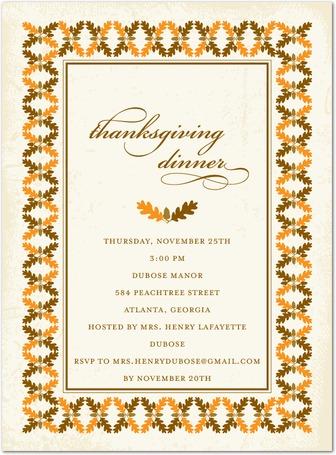 thanksgiving
dinner
THURSDAY, NOVEMBER 25TH
3:00 PM
DUBOSE MANOR
584 PEACHTREE STREET
ATLANTA, GEORGIA
HOSTED BY MRS. HENRY LAFAYETTE
DUBOSE
RSVP TO MRS.HENRYDUBOSE@GMAIL.COM
BY NOVEMBER 20TH